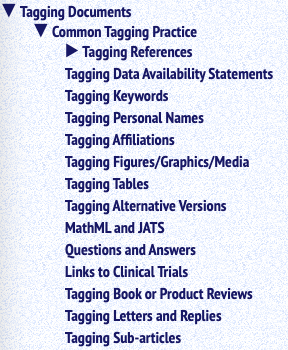 Tagging Documents
Common Tagging Practice
Tagging References
Tagging Data Availability Statements
Tagging Keywords
Tagging Personal Names
Tagging Affiliations
Tagging Figures/Graphics/Media
Tagging Tables
Tagging Alternative Versions
MathML and JATS
Questions and Answers
Links to Clinical Trials
Tagging Book or Product Reviews
Tagging Letters and Replies
Tagging Sub-articles